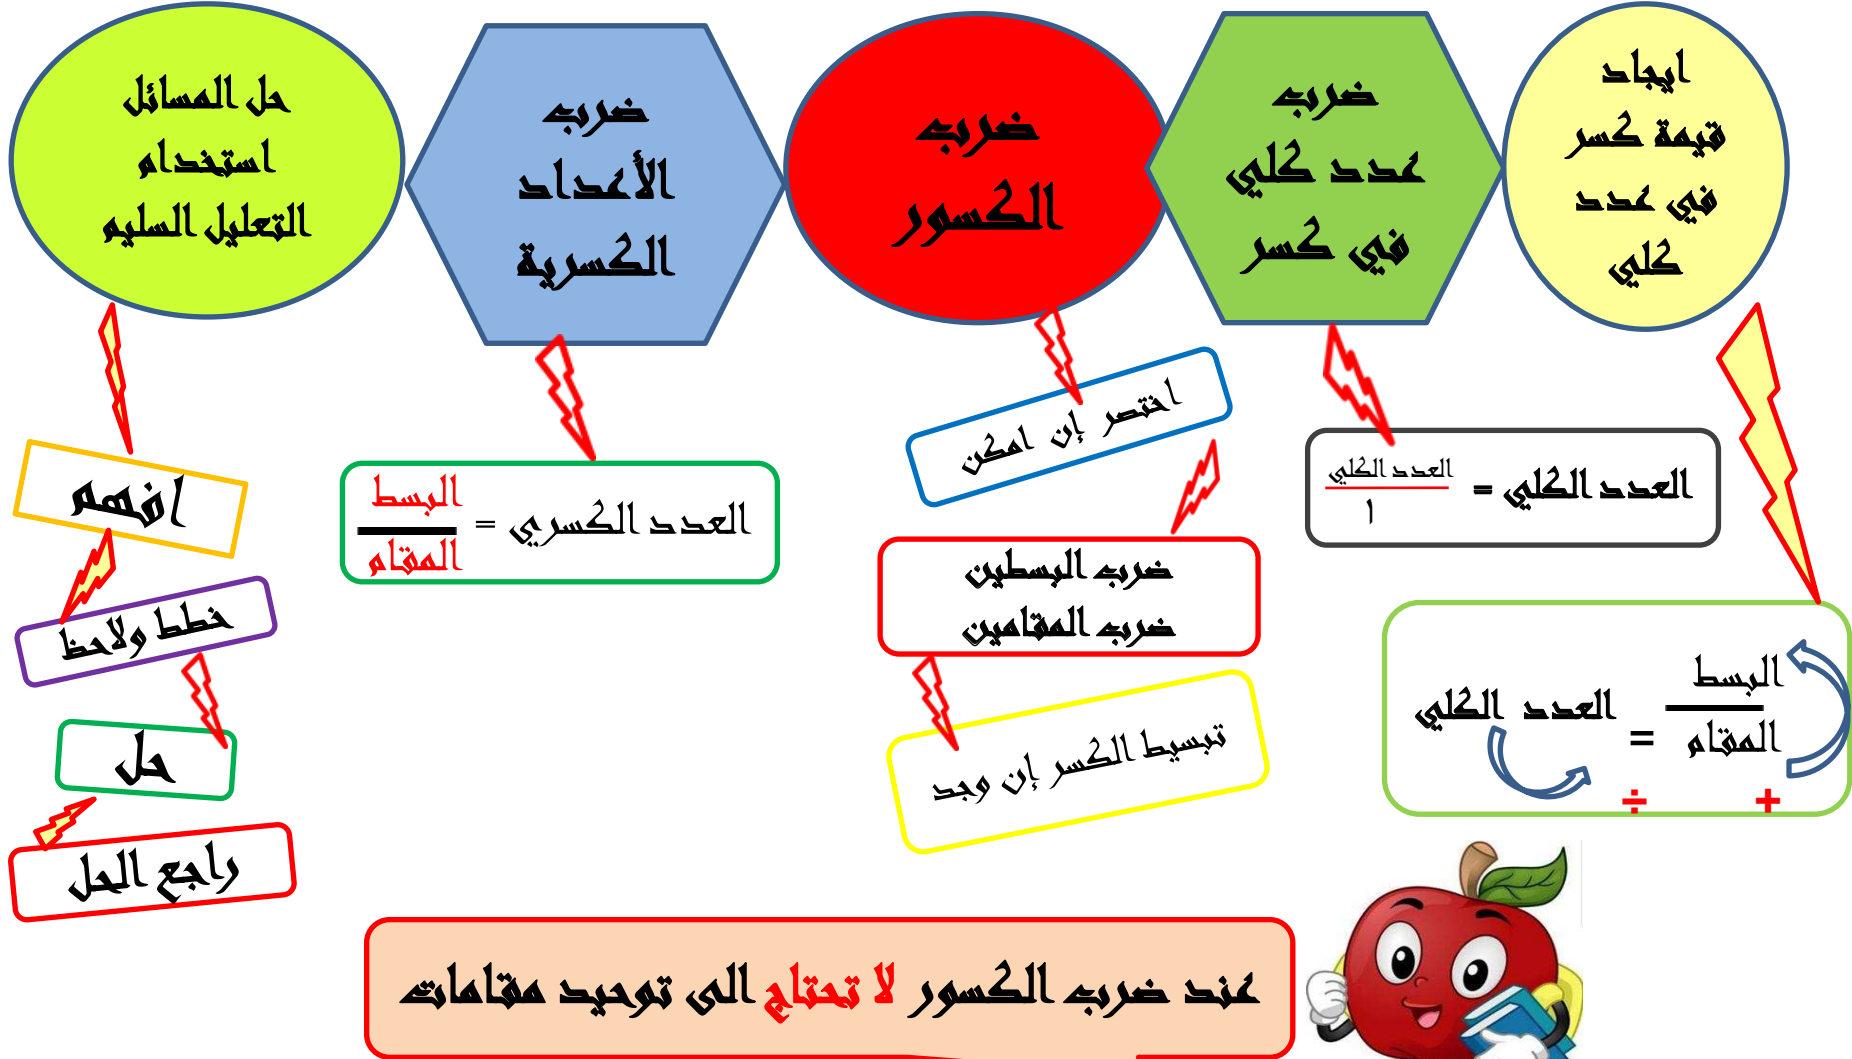 ايجاد
قيمة كسر
في عدد
كلي
ضرب
عدد كلي
في كسر
ضرب
الكسور
ضرب
الأعداد
الكسرية
حل المسائل
استخدام
التعليل السليم
البسط
العدد الكلي =
المقام
÷ +
العدد الكلي
العدد الكلي =
١
اختصر إن امكن
ضرب البسطين
ضرب المقامين
تبسيط الكسر إن وجد
البسط
العدد الكسري =
المقام
افهم
خطط ولاحظ
حل
راجع الحل
عند ضرب الكسور لا تحتاج الى توحيد مقامات